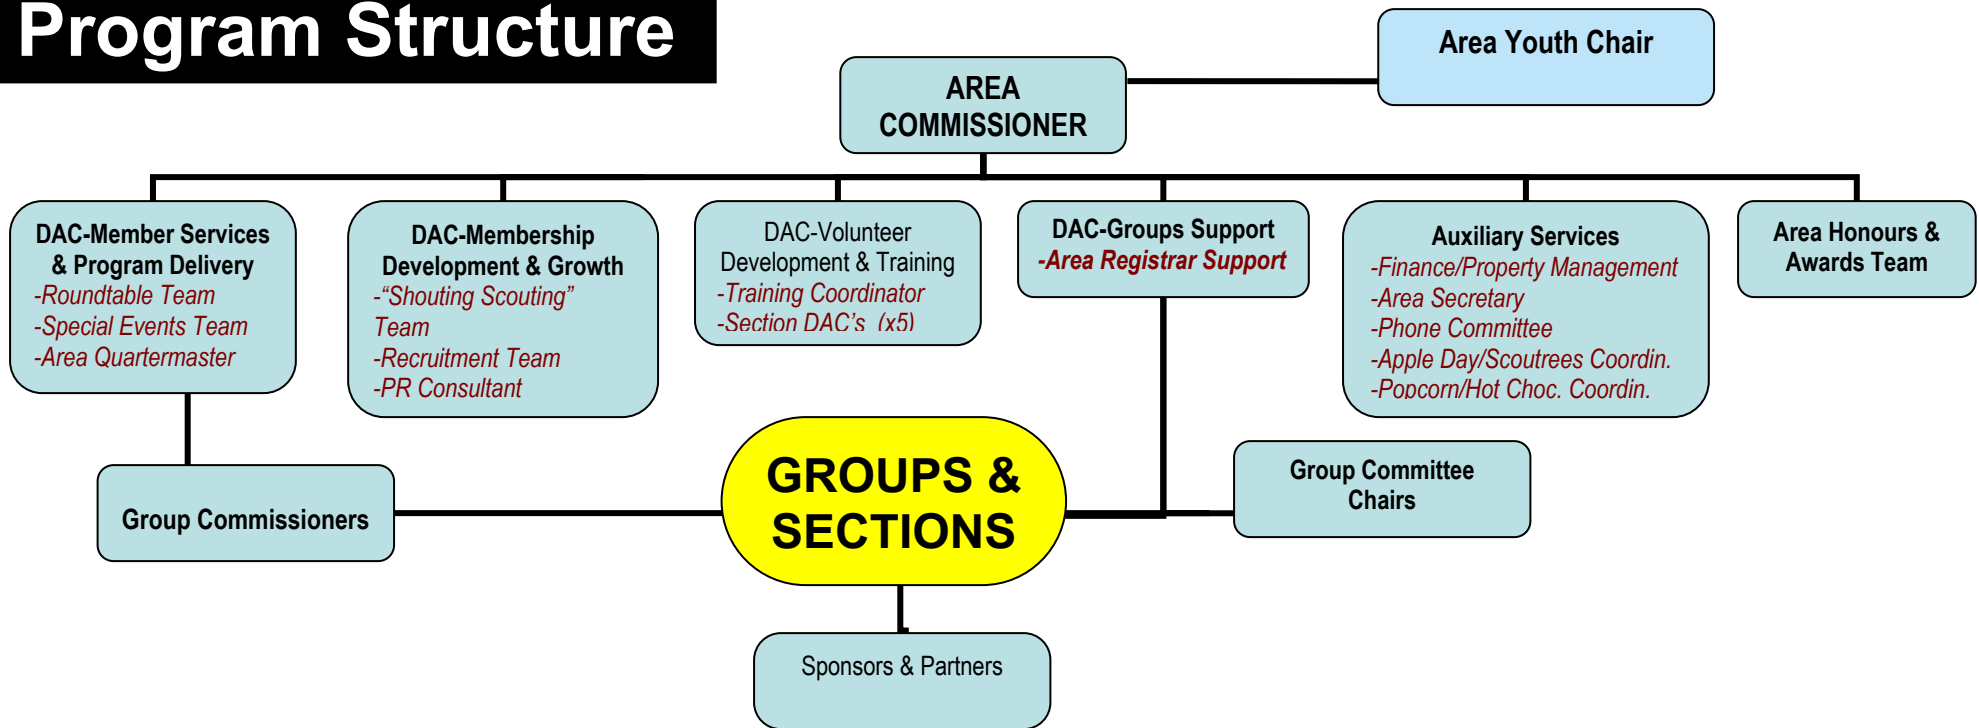 Program Structure
Area Youth Chair
AREA
COMMISSIONER
DAC-Member Services
& Program Delivery
-Roundtable Team
-Special Events Team
-Area Quartermaster
DAC-Membership
Development & Growth
-“Shouting Scouting”
Team
-Recruitment Team
-PR Consultant
DAC-Volunteer
Development & Training
-Training Coordinator
-Section DAC’s (x5)
DAC-Groups Support
-Area Registrar Support
Auxiliary Services
-Finance/Property Management
-Area Secretary
-Phone Committee
-Apple Day/Scoutrees Coordin.
-Popcorn/Hot Choc. Coordin.
Area Honours &
Awards Team
Group Commissioners
GROUPS &
SECTIONS
Group Committee
Chairs
Sponsors & Partners